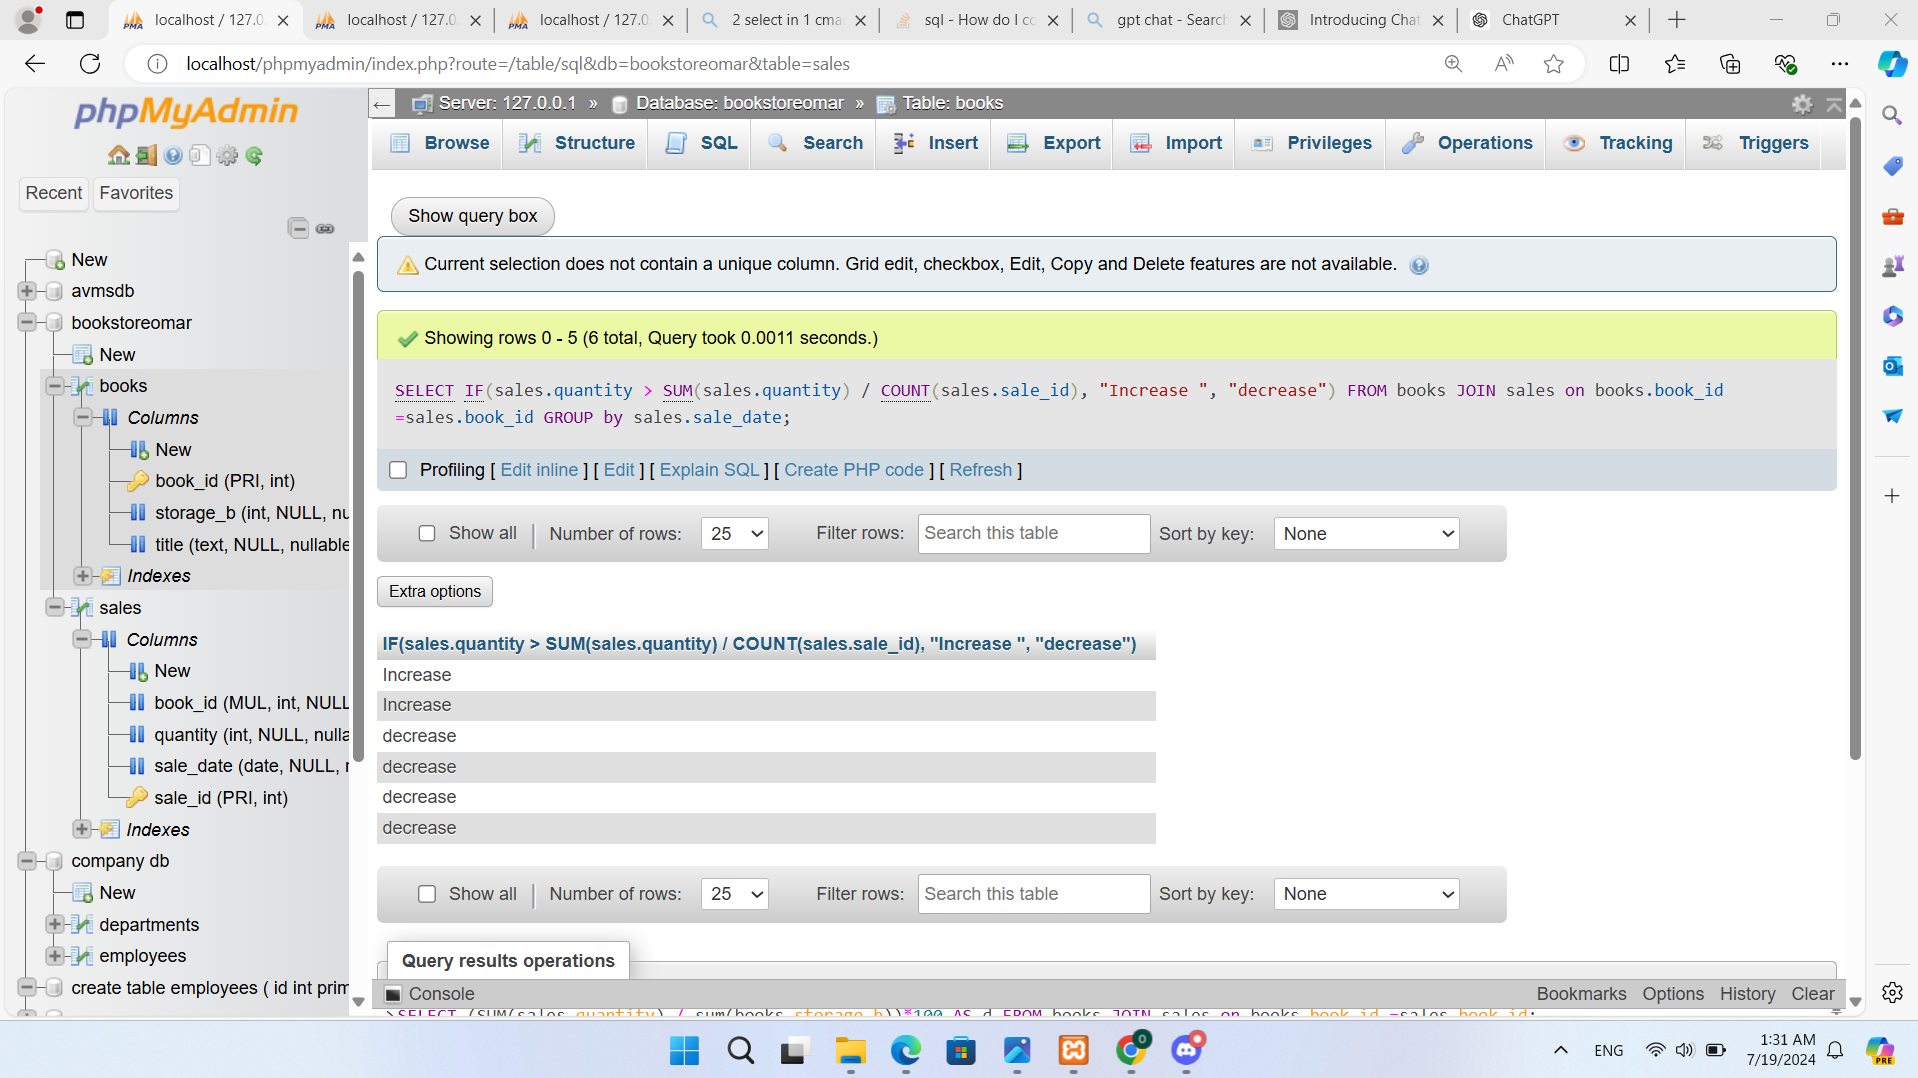 localhost / 127.0.
localhost / 127.0.
localhost / 127.0.
2 select in 1 cma
sql - How do I co
gpt chat - Search
Introducing Chat
ChatGPT
localhost/phpmyadmin/index.php?route=/table/sql&db=bookstoreomar&table=sales
phpMyAdmin
Recent
Favorites
New
avmsdb
bookstoreomar
New
books
Columns
New
book_id (PRI, int)
storage_b (int, NULL, nu
title (text, NULL, nullable
Indexes
sales
Columns
New
book_id (MUL, int, NULL
quantity (int, NULL, nulla
sale_date (date, NULL, r
sale_id (PRI, int)
Indexes
company db
New
departments
employees
create table employees ( id int prim
Server: 127.0.0.1 » Database: bookstoreomar » Table: books
Browse Structure SQL Search Insert Export Import Privileges Operations Tracking Triggers
Show query box
Current selection does not contain a unique column. Grid edit, checkbox, Edit, Copy and Delete features are not available.
Showing rows 0 - 5 (6 total, Query took 0.0011 seconds.)
SELECT IF(sales.quantity > SUM(sales.quantity) / COUNT(sales.sale_id), "Increase ", "decrease") FROM books JOIN sales on books.book_id
=sales.book_id GROUP by sales.sale_date;
Profiling [ Edit inline ] [ Edit ] [ Explain SQL ] [ Create PHP code ] [ Refresh ]
Show all | Number of rows: 25 Filter rows: Search this table Sort by key: None
Extra options
IF(sales.quantity > SUM(sales.quantity) / COUNT(sales.sale_id), "Increase ", "decrease")
Increase
Increase
decrease
decrease
decrease
decrease
Show all | Number of rows: 25 Filter rows: Search this table Sort by key: None
Query results operations
Console Bookmarks Options History Clear
>SELECT (SUM(sales.quantity) / sum(books.storage_b))*100 AS d FROM books JOIN sales on books.book_id =sales.book_id;
ENG
1:31 AM
7/19/2024